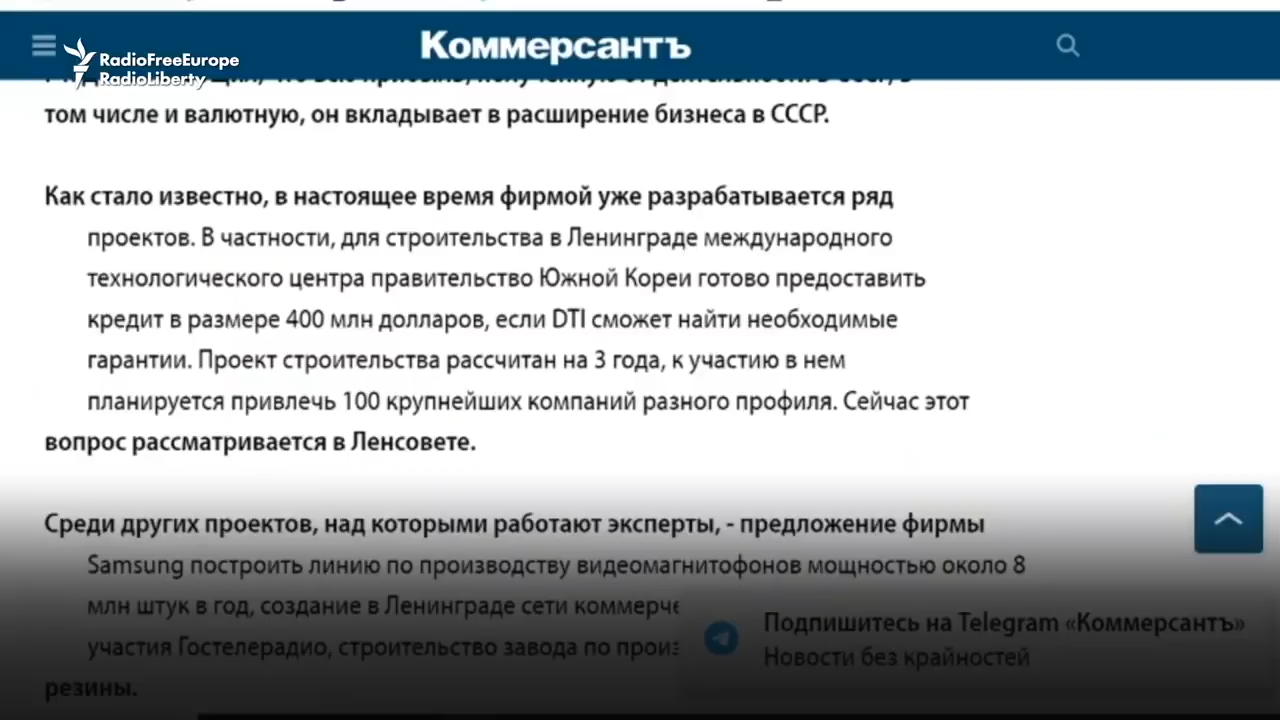 Коммерсантъ
RadioFreeEurope
RadioLiberty
том числе и валютную, он вкладывает в расширение бизнеса в СССР.
Как стало известно, в настоящее время фирмой уже разрабатывается ряд
проектов. В частности, для строительства в Ленинграде международного
технологического центра правительство Южной Кореи готово предоставить
кредит в размере 400 млн долларов, если DTI сможет найти необходимые
гарантии. Проект строительства рассчитан на 3 года, к участию в нем
планируется привлечь 100 крупнейших компаний разного профиля. Сейчас этот
вопрос рассматривается в Ленсовете.
Среди других проектов, над которыми работают эксперты, - предложение фирмы
Samsung построить линию по производству видеомагнитофонов мощностью около 8
млн штук в год, создание в Ленинграде сети
участия Гостелерадио, строительство завода по
резины.
Подпишитесь на Telegram «Коммерсантъ»
Новости без крайностей